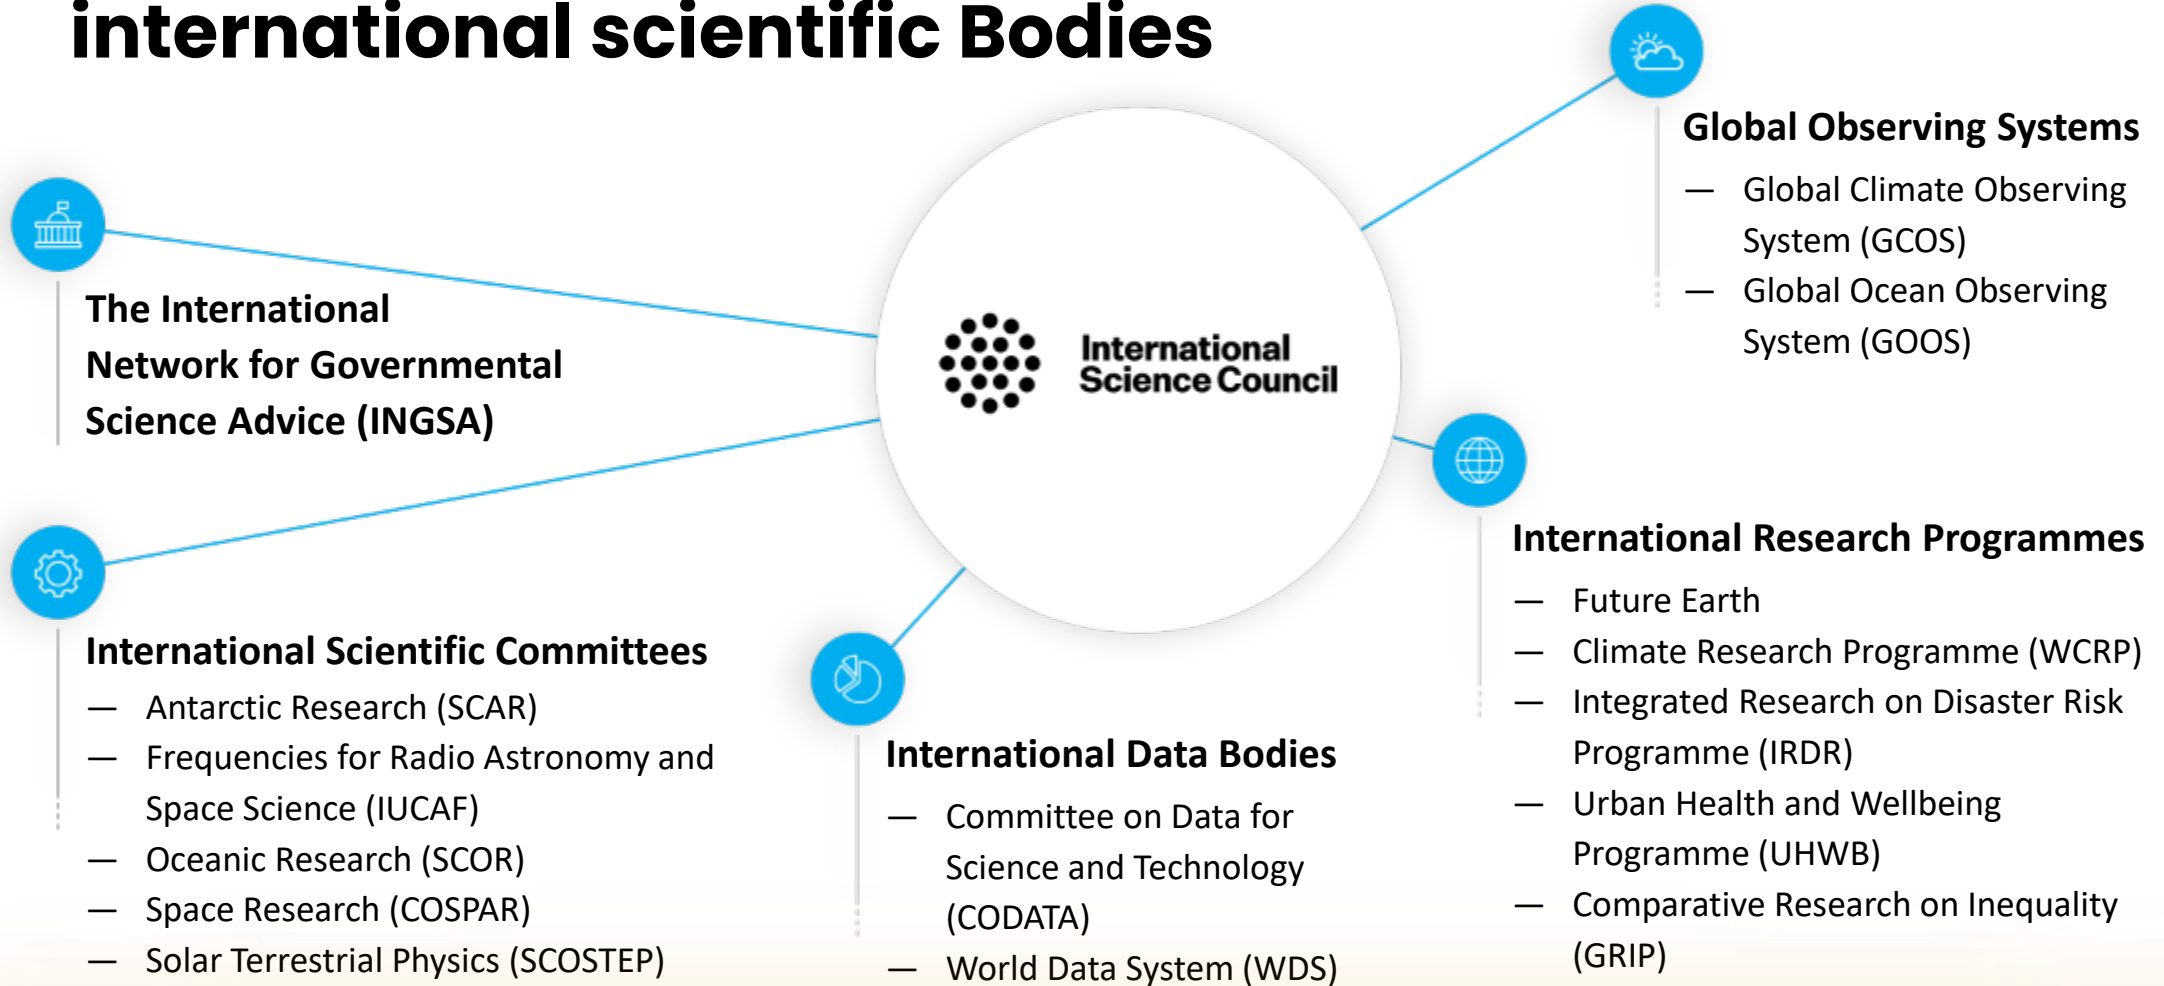 international scientific Bodies
The International
Network for Governmental
Science Advice (INGSA)
International Scientific Committees
— Antarctic Research (SCAR)
— Frequencies for Radio Astronomy and
Space Science (IUCAF)
— Oceanic Research (SCOR)
— Space Research (COSPAR)
— Solar Terrestrial Physics (SCOSTEP)
International
Science Council
International Data Bodies
— Committee on Data for
Science and Technology
(CODATA)
— World Data System (WDS)
Global Observing Systems
— Global Climate Observing
System (GCOS)
— Global Ocean Observing
System (GOOS)
International Research Programmes
— Future Earth
— Climate Research Programme (WCRP)
— Integrated Research on Disaster Risk
Programme (IRDR)
— Urban Health and Wellbeing
Programme (UHWB)
— Comparative Research on Inequality
(GRIP)